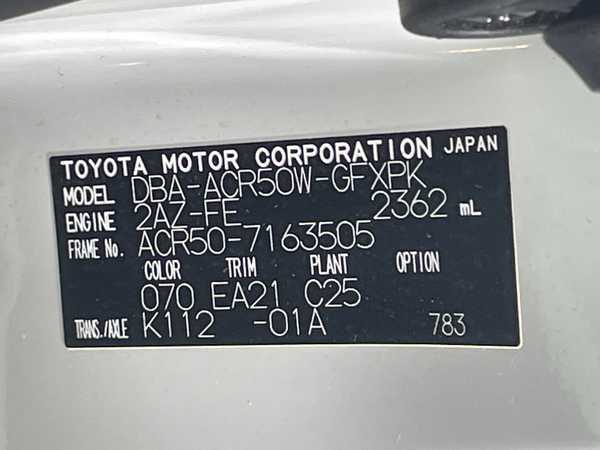 TOYOTA MOTOR CORPORATION JAPAN
MODEL DBA-ACR50W-GFXPK
ENGINE 2AZ-FE 2362 mL
FRAME No. ACR50-7163505
COLOR TRIM PLANT OPTION
070 EA21 C25
TRANS./AXLE K112 -01A 783